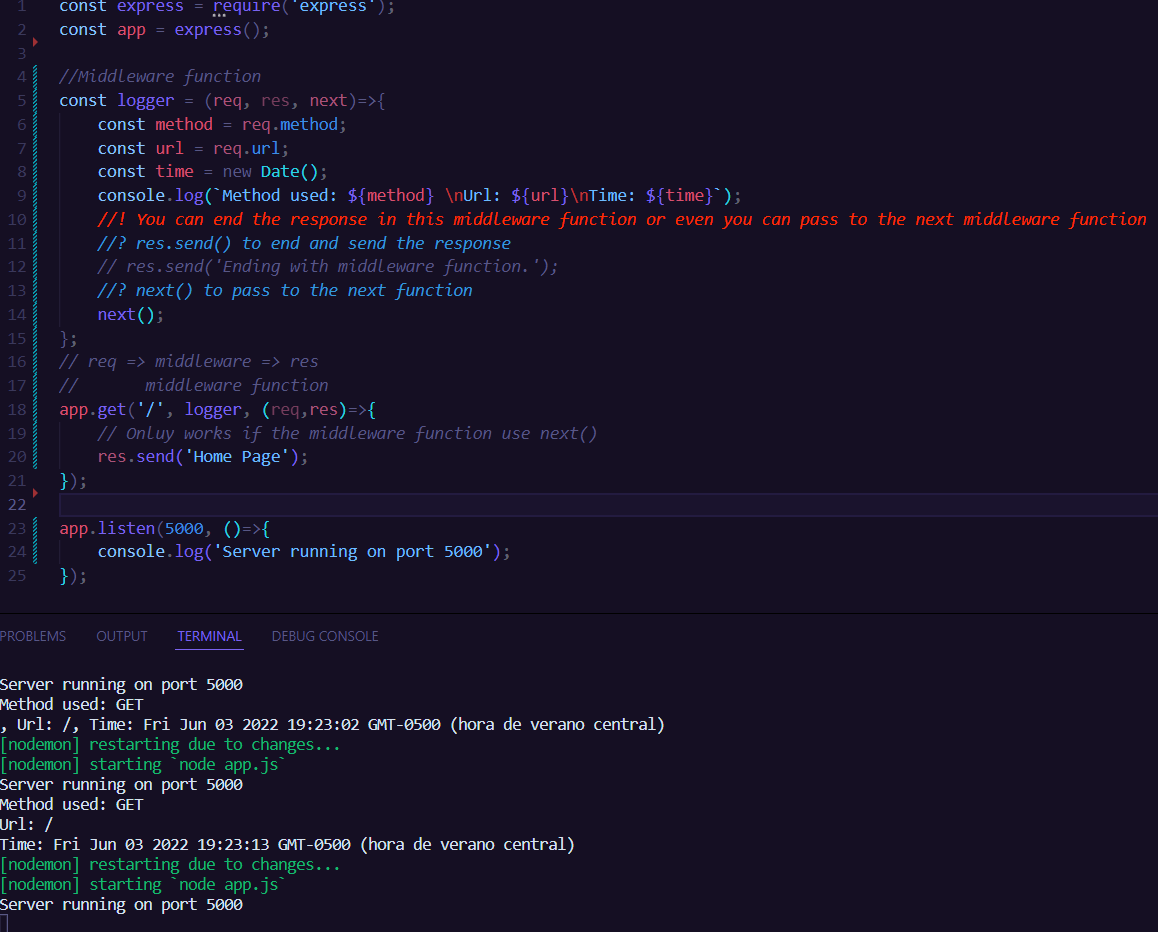 1 const express = require('express');
2 const app = express();
3
4 //Middleware function
5 const logger = (req, res, next)=>{
6 const method = req.method;
7 const url = req.url;
8 const time = new Date();
9 console.log(`Method used: ${method} \nUrl: ${url}\nTime: ${time}`);
10 //! You can end the response in this middleware function or even you can pass to the next middleware function
11 //? res.send() to end and send the response
12 // res.send('Ending with middleware function.');
13 //? next() to pass to the next function
14 next();
15 };
16 // req => middleware => res
17 // middleware function
18 app.get('/', logger, (req,res)=>{
19 // Onluy works if the middleware function use next()
20 res.send('Home Page');
21 });
22
23 app.listen(5000, ()=>{
24 console.log('Server running on port 5000');
25 });
PROBLEMS OUTPUT TERMINAL DEBUG CONSOLE
Server running on port 5000
Method used: GET
, Url: /, Time: Fri Jun 03 2022 19:23:02 GMT-0500 (hora de verano central)
[nodemon] restarting due to changes...
[nodemon] starting `node app.js`
Server running on port 5000
Method used: GET
Url: /
Time: Fri Jun 03 2022 19:23:13 GMT-0500 (hora de verano central)
[nodemon] restarting due to changes...
[nodemon] starting `node app.js`
Server running on port 5000